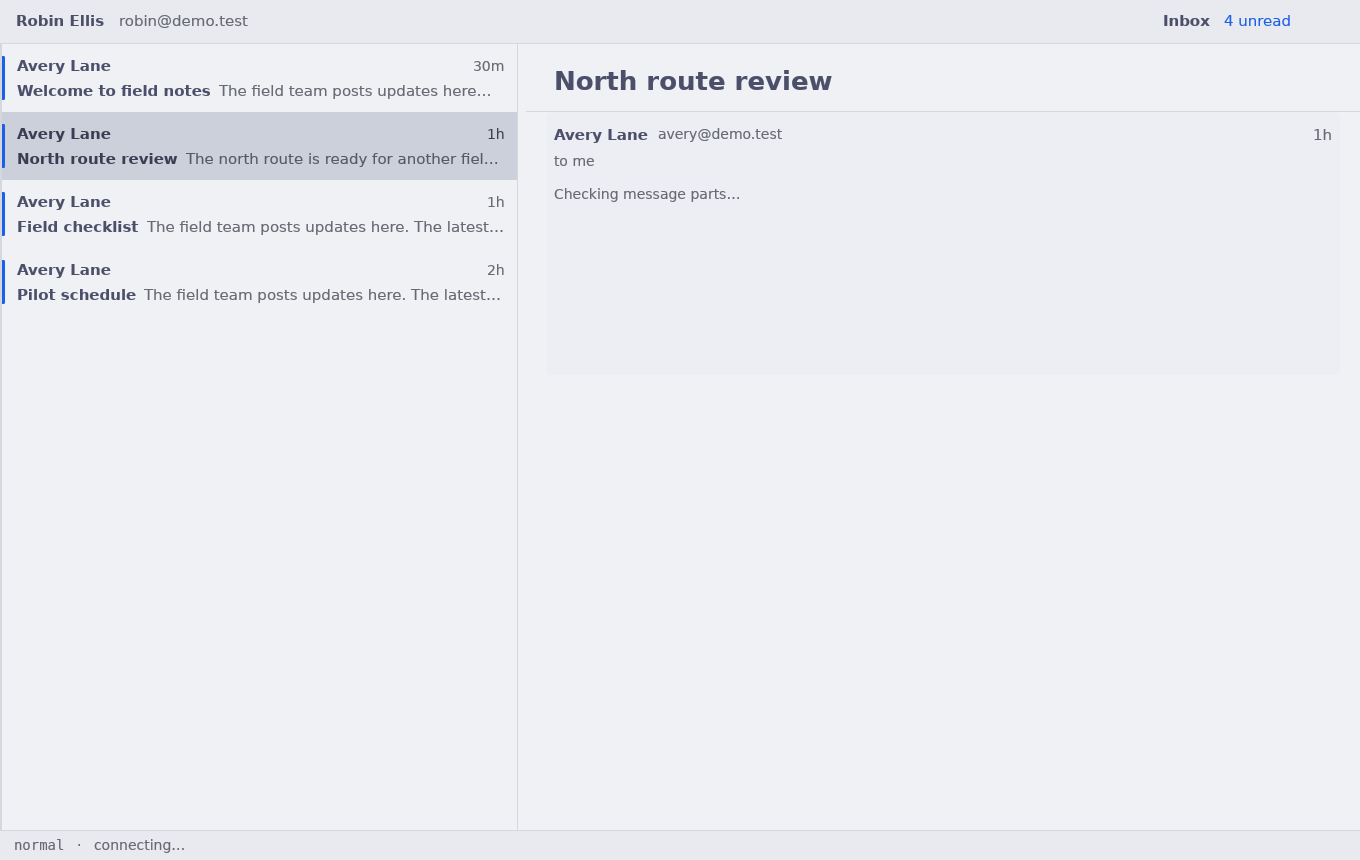 Robin Ellis robin@demo.test
Inbox 4 unread
Avery Lane 30m
Welcome to field notes The field team posts updates here…
Avery Lane 1h
North route review The north route is ready for another fiel…
Avery Lane 1h
Field checklist The field team posts updates here. The latest…
Avery Lane 2h
Pilot schedule The field team posts updates here. The latest…
North route review
Avery Lane avery@demo.test 1h
to me
Checking message parts…
normal · connecting…